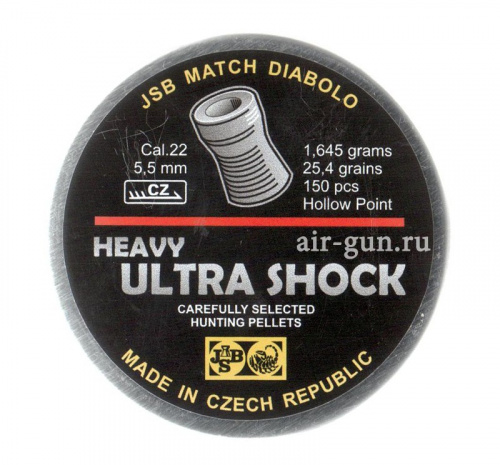 JSB MATCH DIABOLO
Cal.22
5,5 mm
CZ
1,645 grams
25,4 grains
150 pcs
Hollow Point
HEAVY
air-gun.ru
ULTRA SHOCK
CAREFULLY SELECTED
HUNTING PELLETS
JSB
MADE IN CZECH REPUBLIC